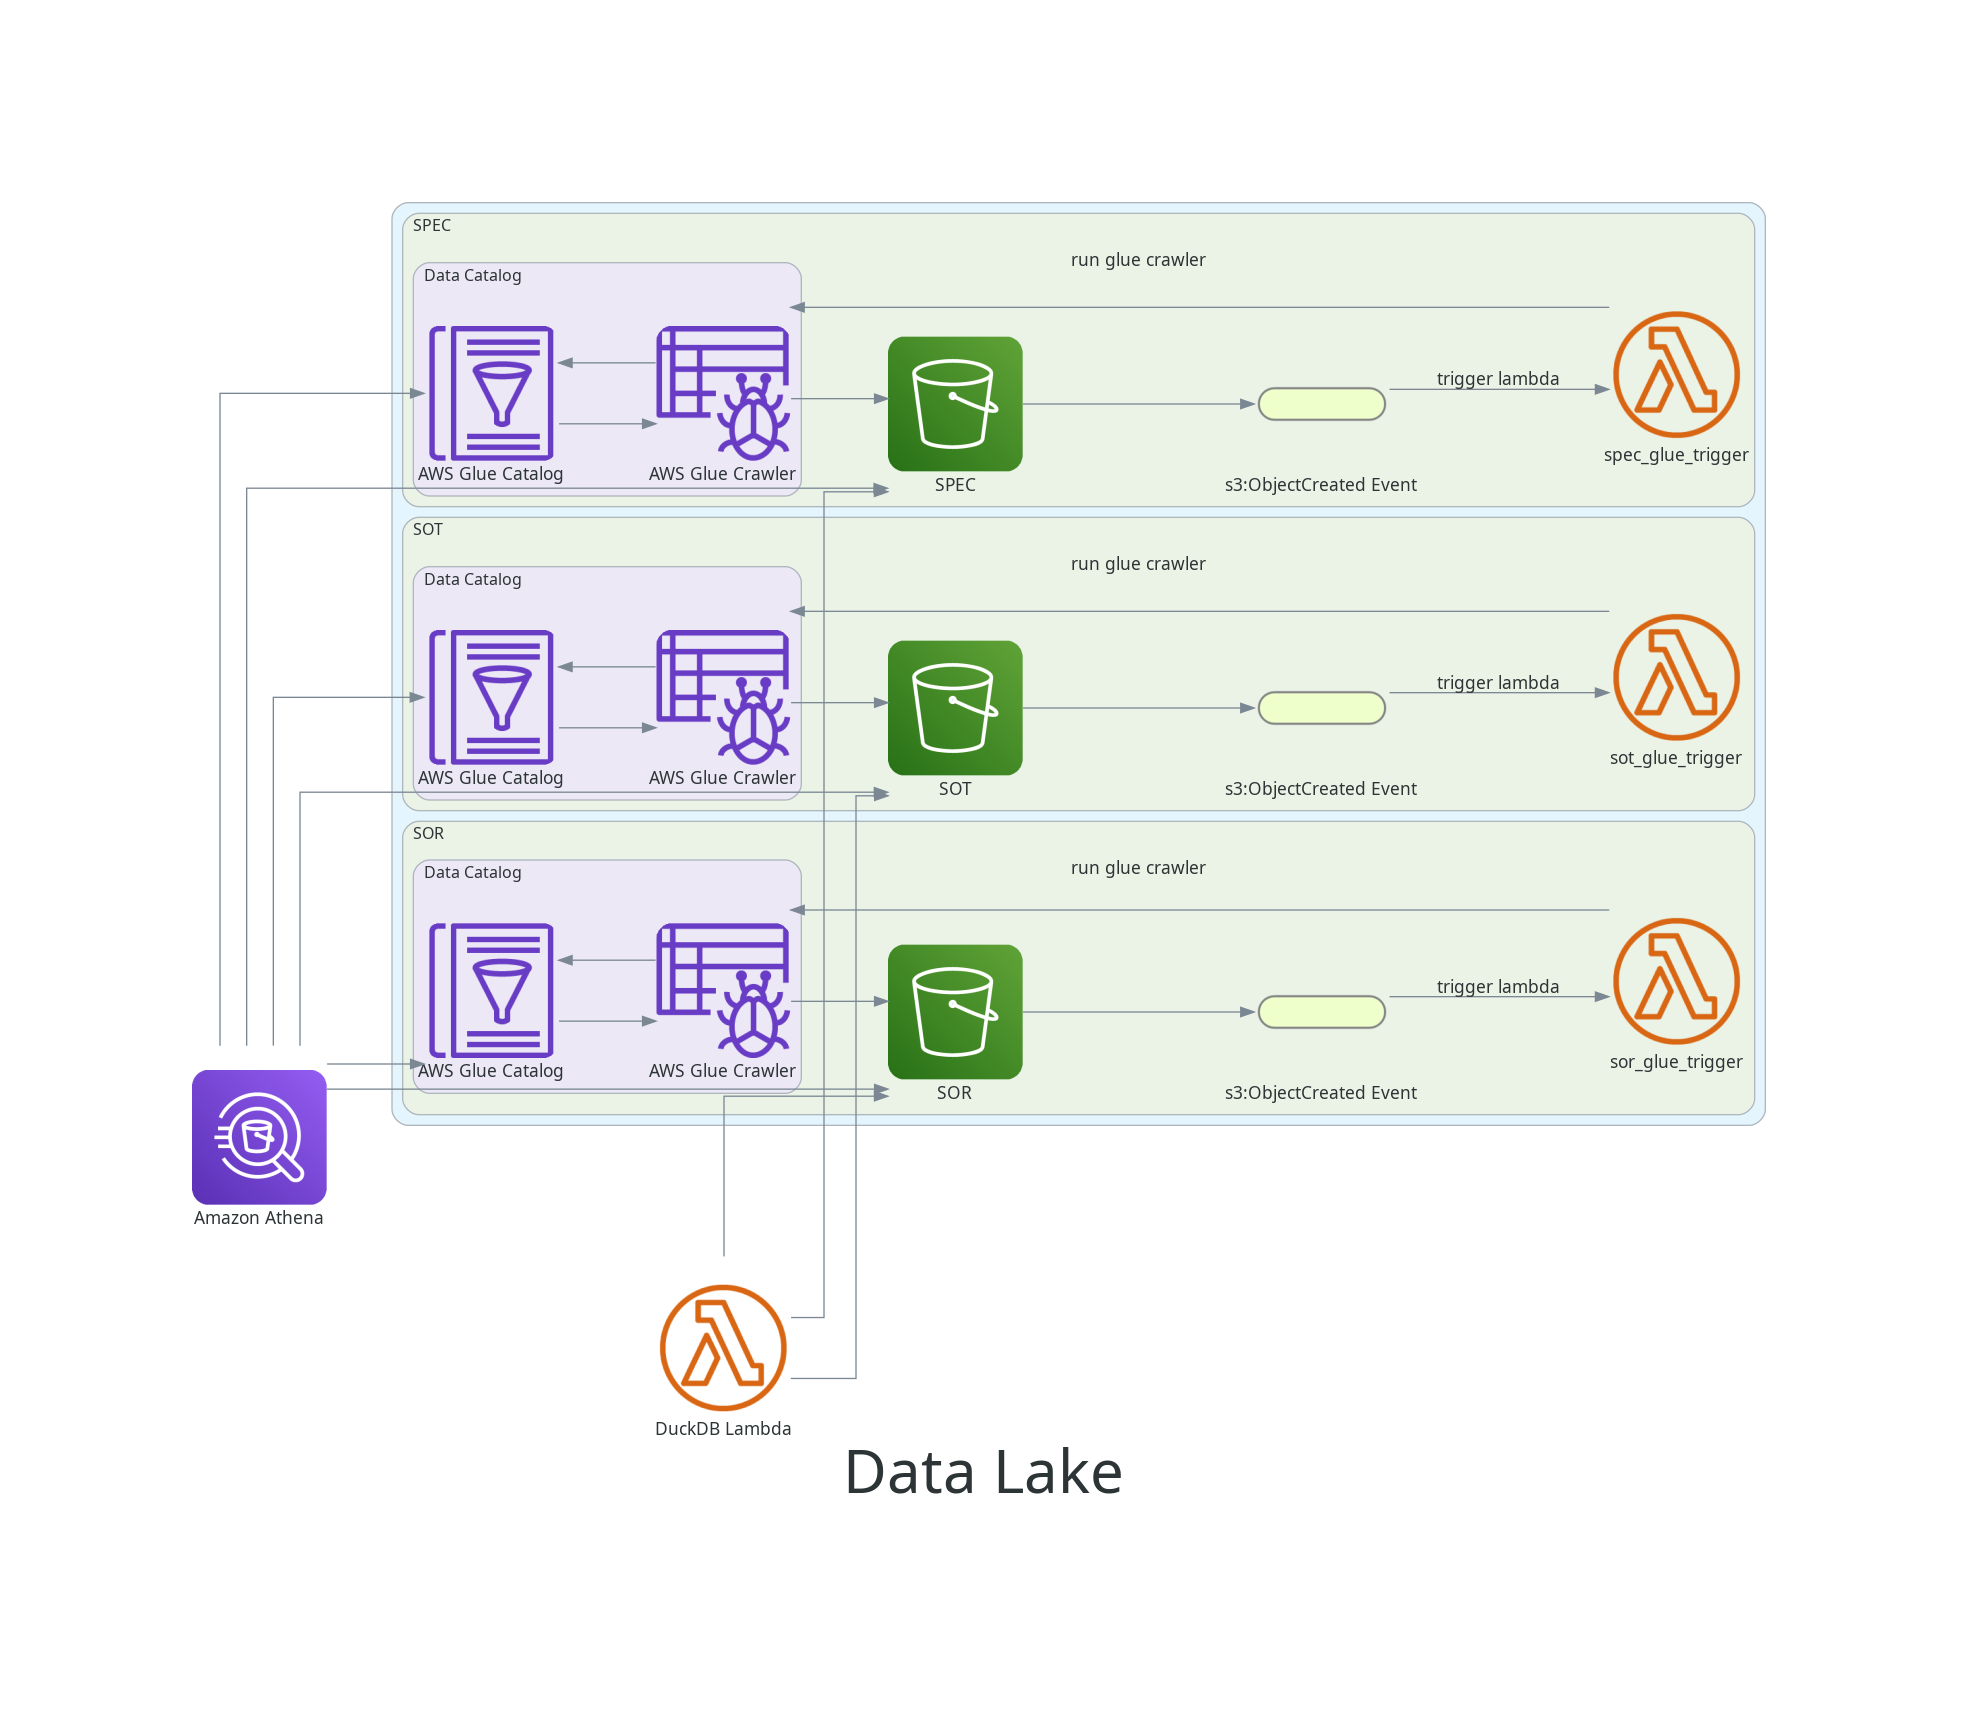 SPEC
run glue crawler
Data Catalog
trigger lambda
spec_glue_trigger
AWS Glue Catalog
AWS Glue Crawler
SPEC
s3:ObjectCreated Event
SOT
run glue crawler
Data Catalog
trigger lambda
sot_glue_trigger
AWS Glue Catalog
AWS Glue Crawler
SOT
s3:ObjectCreated Event
SOR
run glue crawler
Data Catalog
trigger lambda
sor_glue_trigger
AWS Glue Catalog
AWS Glue Crawler
SOR
s3:ObjectCreated Event
Amazon Athena
DuckDB Lambda
Data Lake